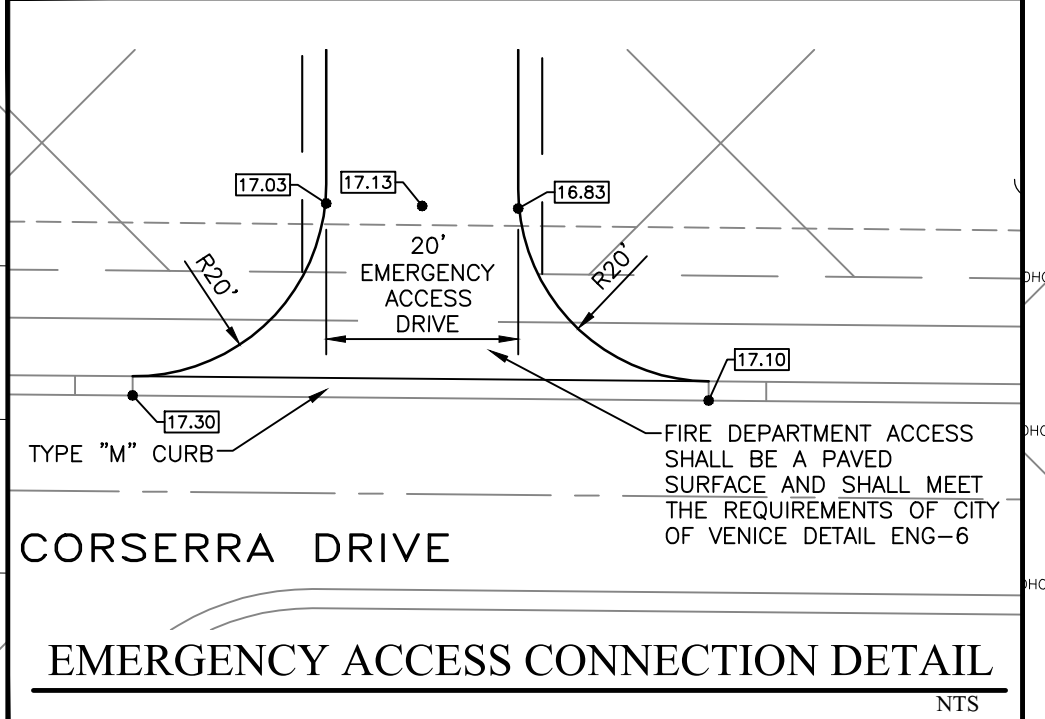 17.03
17.13
16.83
R20'
20'
EMERGENCY
ACCESS
DRIVE
R20'
17.10
17.30
TYPE "M" CURB
FIRE DEPARTMENT ACCESS
SHALL BE A PAVED
SURFACE AND SHALL MEET
THE REQUIREMENTS OF CITY
OF VENICE DETAIL ENG-6
CORSERRA DRIVE
EMERGENCY ACCESS CONNECTION DETAIL
NTS